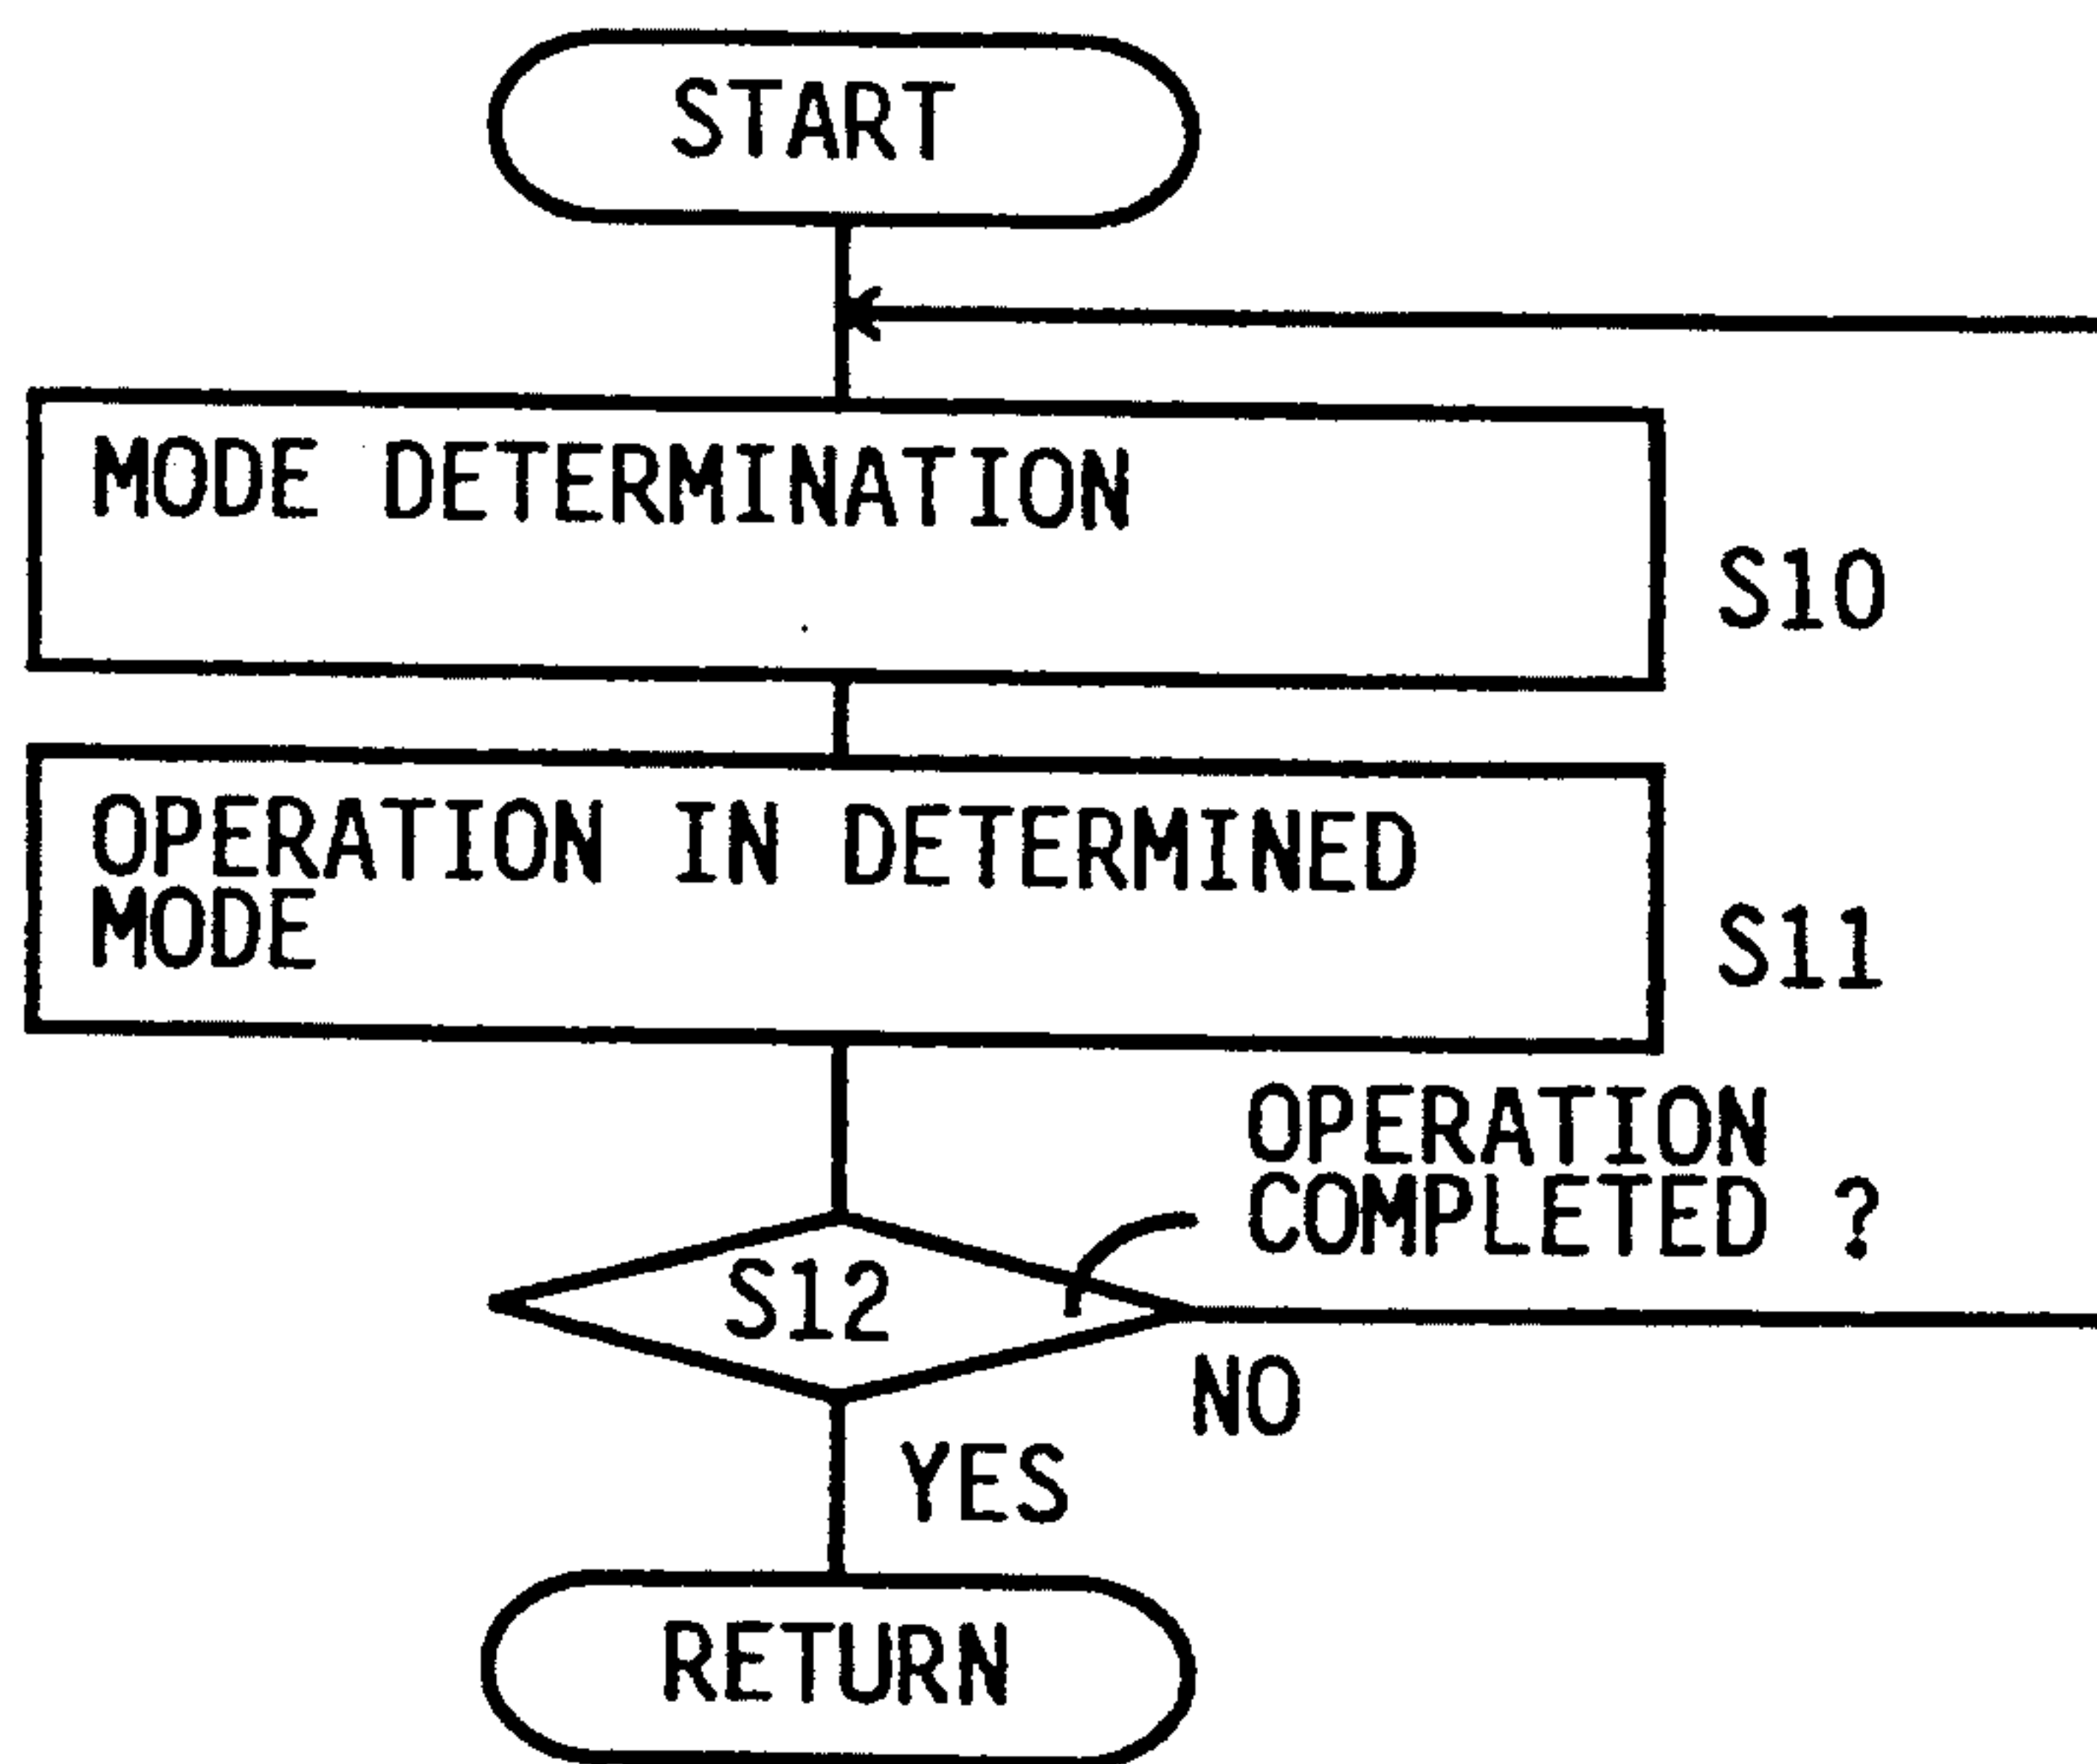 START
MODE DETERMINATION
S10
OPERATION IN DETERMINED
MODE
S11
OPERATION
COMPLETED ?
S12
NO
YES
RETURN